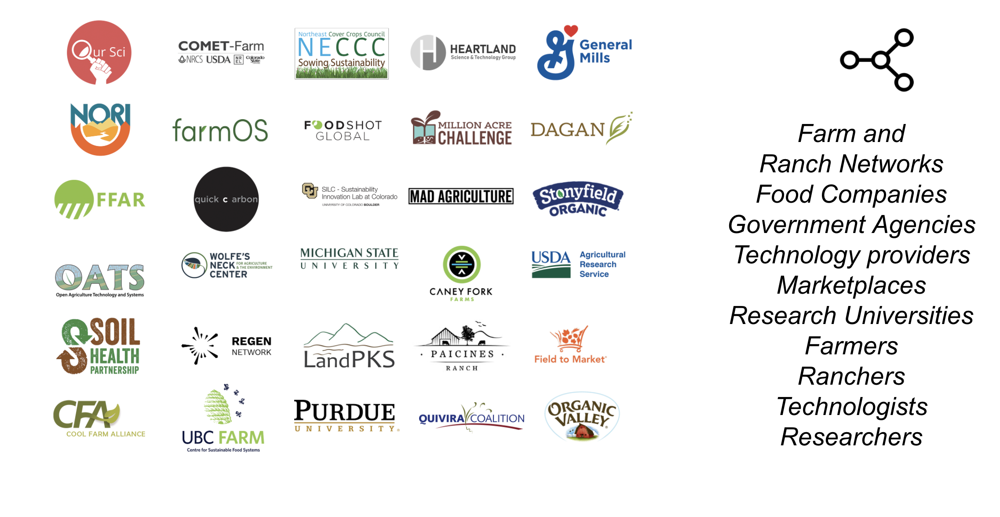 Our Sci
COMET-Farm
NRCS USDA NREL Colorado State University
Northeast Cover Crops Council
NECCC
Sowing Sustainability
HEARTLAND
Science & Technology Group
General
Mills
NORI
farmOS
FOODSHOT
GLOBAL
MILLION ACRE
CHALLENGE
DAGAN
FFAR
quick c arbon
CU
SILC - Sustainability
Innovation Lab at Colorado
UNIVERSITY OF COLORADO BOULDER
MAD AGRICULTURE
Stonyfield
ORGANIC
OATS
Open Agriculture Technology and Systems
WOLFE'S
NECK FOR AGRICULTURE
& THE ENVIRONMENT
CENTER
MICHIGAN STATE
UNIVERSITY
CANEY FORK
FARMS
USDA
Agricultural
Research
Service
SOIL
HEALTH
PARTNERSHIP
REGEN
NETWORK
LandPKS
· PAICINES ·
RANCH
Field to Market®
CFA
COOL FARM ALLIANCE
UBC FARM
Centre for Sustainable Food Systems
PURDUE
UNIVERSITY®
QUIVIRA COALITION
ORGANIC
VALLEY®
Farm and
Ranch Networks
Food Companies
Government Agencies
Technology providers
Marketplaces
Research Universities
Farmers
Ranchers
Technologists
Researchers